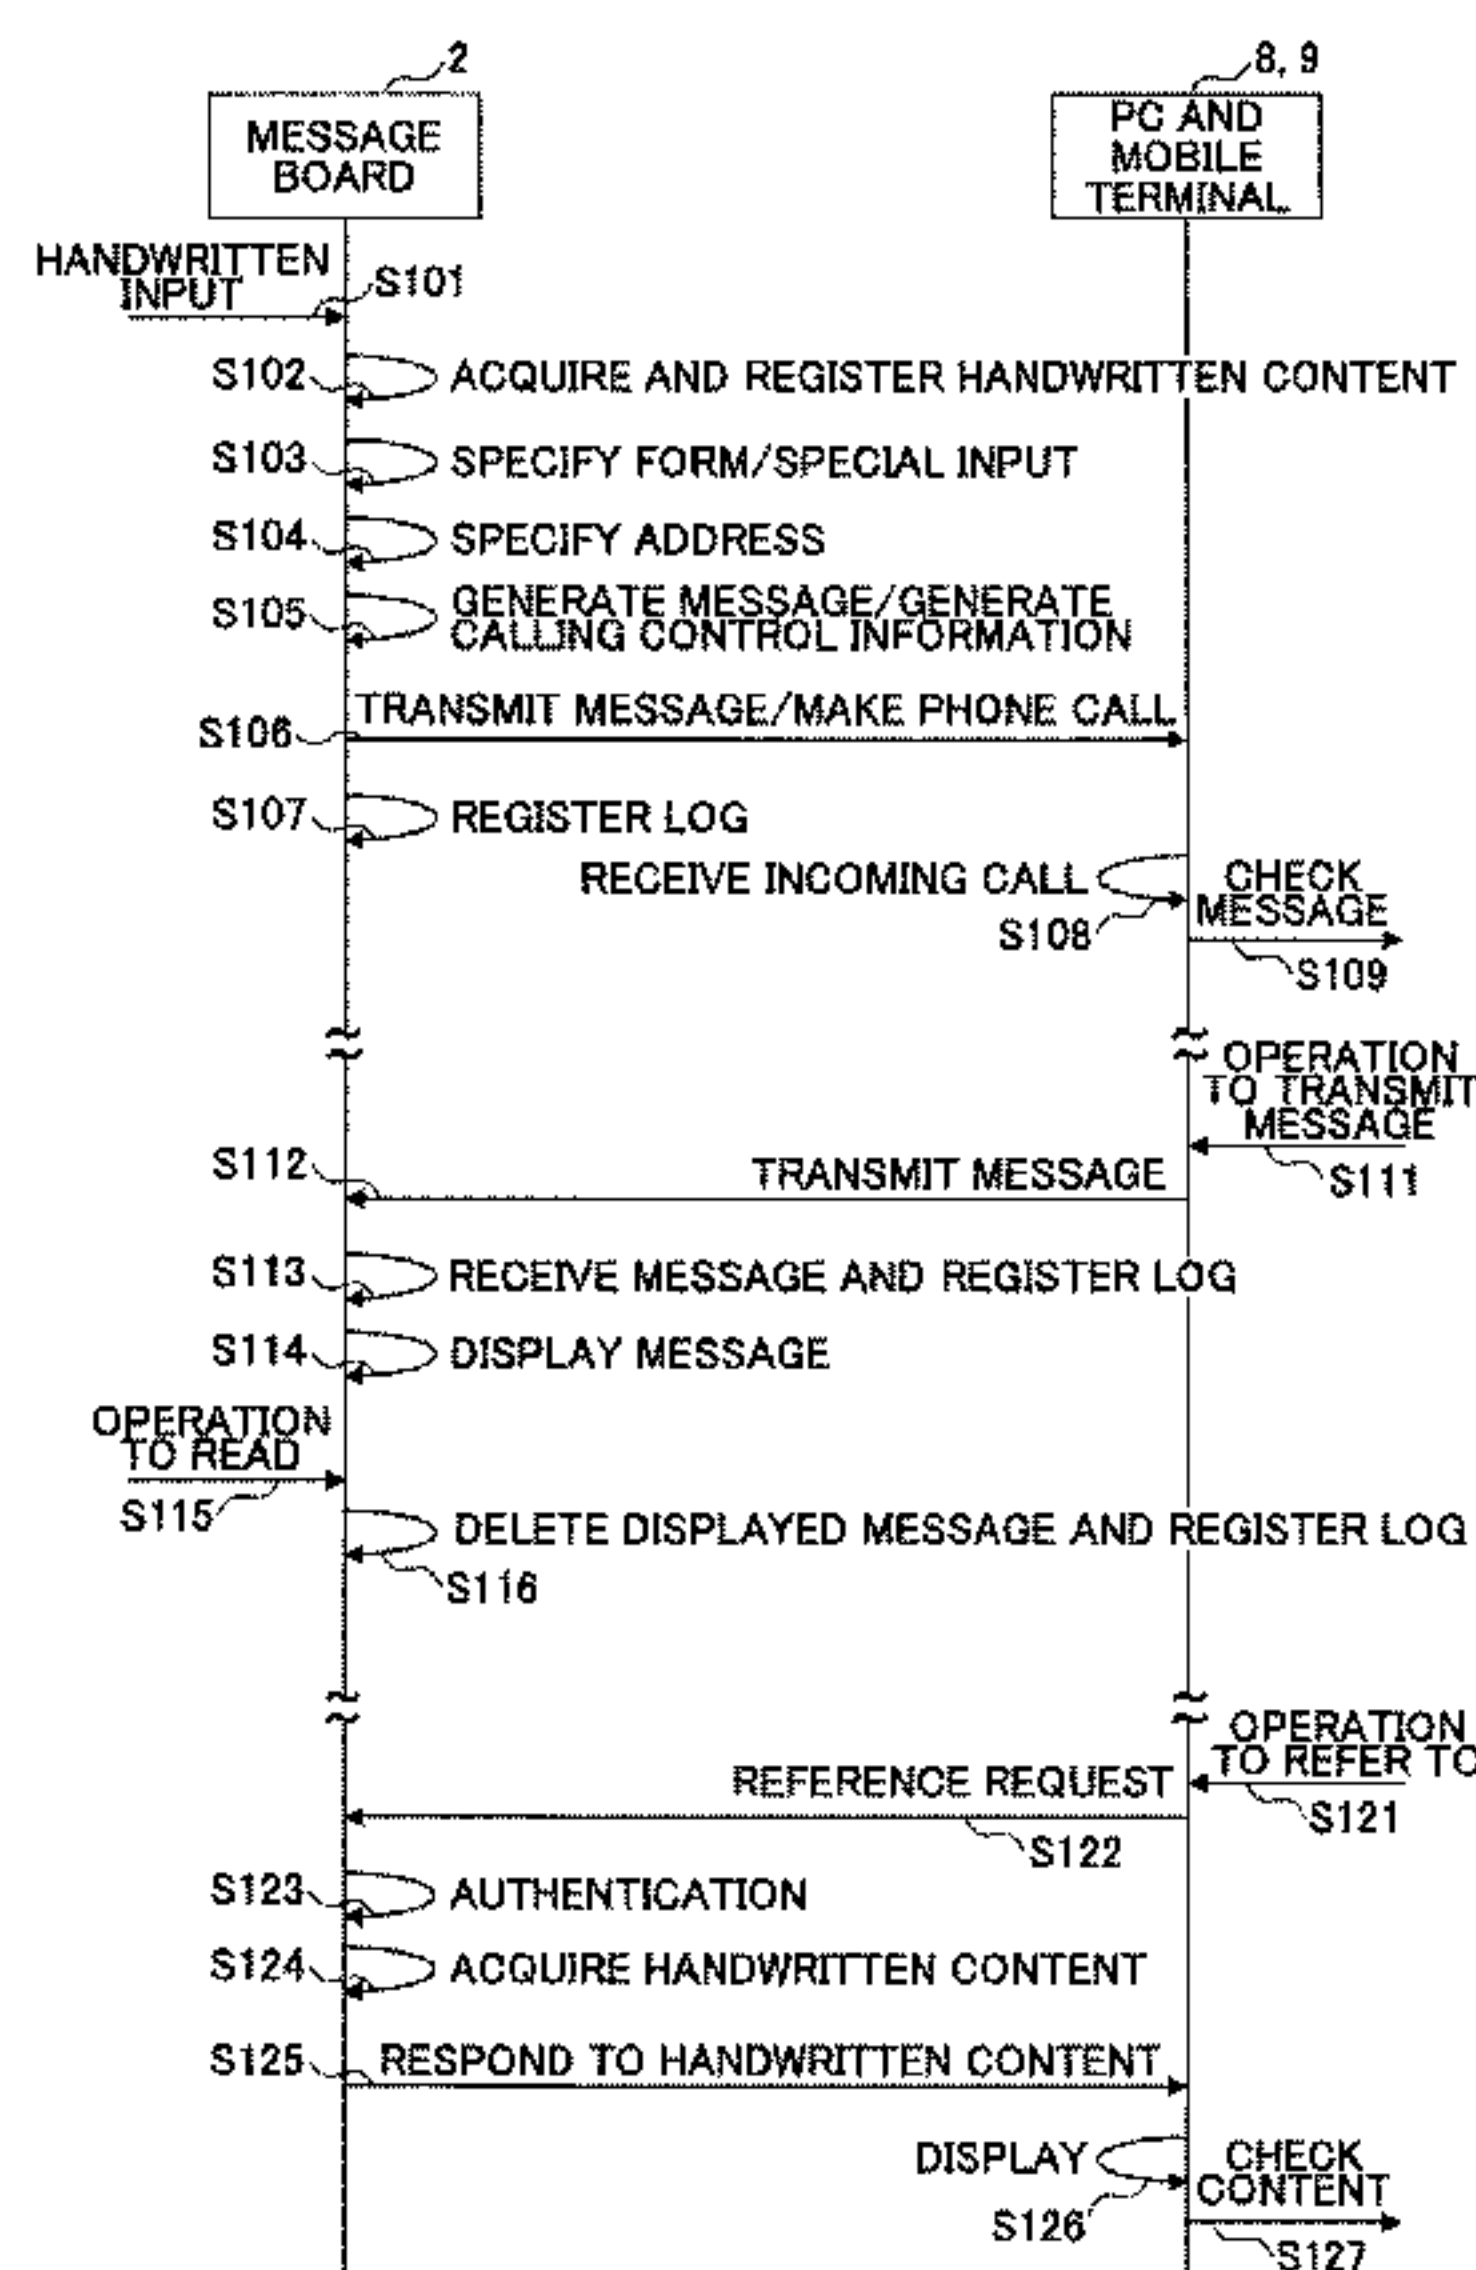 2
8, 9
MESSAGE
BOARD
PC AND
MOBILE
TERMINAL
HANDWRITTEN
INPUT
S101
S102
ACQUIRE AND REGISTER HANDWRITTEN CONTENT
S103
SPECIFY FORM/SPECIAL INPUT
S104
SPECIFY ADDRESS
S105
GENERATE MESSAGE/GENERATE
CALLING CONTROL INFORMATION
TRANSMIT MESSAGE/MAKE PHONE CALL
S106
S107
REGISTER LOG
RECEIVE INCOMING CALL
S108
CHECK
MESSAGE
S109
OPERATION
TO TRANSMIT
MESSAGE
S111
S112
TRANSMIT MESSAGE
S113
RECEIVE MESSAGE AND REGISTER LOG
S114
DISPLAY MESSAGE
OPERATION
TO READ
S115
DELETE DISPLAYED MESSAGE AND REGISTER LOG
S116
OPERATION
TO REFER TO
S121
REFERENCE REQUEST
S122
S123
AUTHENTICATION
S124
ACQUIRE HANDWRITTEN CONTENT
S125
RESPOND TO HANDWRITTEN CONTENT
DISPLAY
S126
CHECK
CONTENT
S127